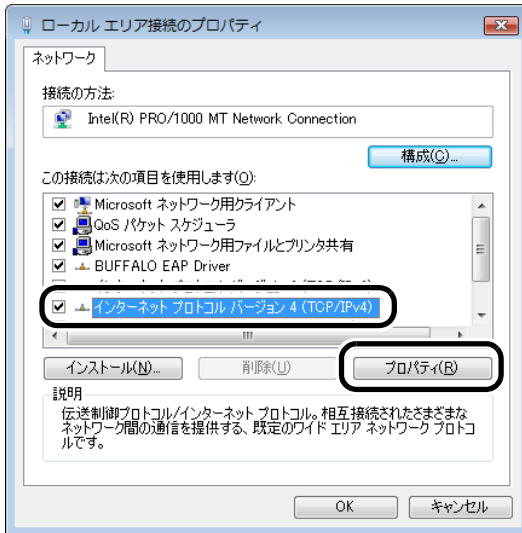 ローカル エリア接続のプロパティ
ネットワーク
接続の方法:
Intel(R) PRO/1000 MT Network Connection
構成(C)...
この接続は次の項目を使用します(O):
Microsoft ネットワーク用クライアント
QoS パケット スケジューラ
Microsoft ネットワーク用ファイルとプリンタ共有
BUFFALO EAP Driver
インターネット プロトコル バージョン 4 (TCP/IPv4)
インストール(N)...
削除(U)
プロパティ(R)
説明
伝送制御プロトコル/インターネット プロトコル。相互接続されたさまざまな
ネットワーク間の通信を提供する、既定のワイド エリア ネットワーク プロトコ
ルです。
OK
キャンセル